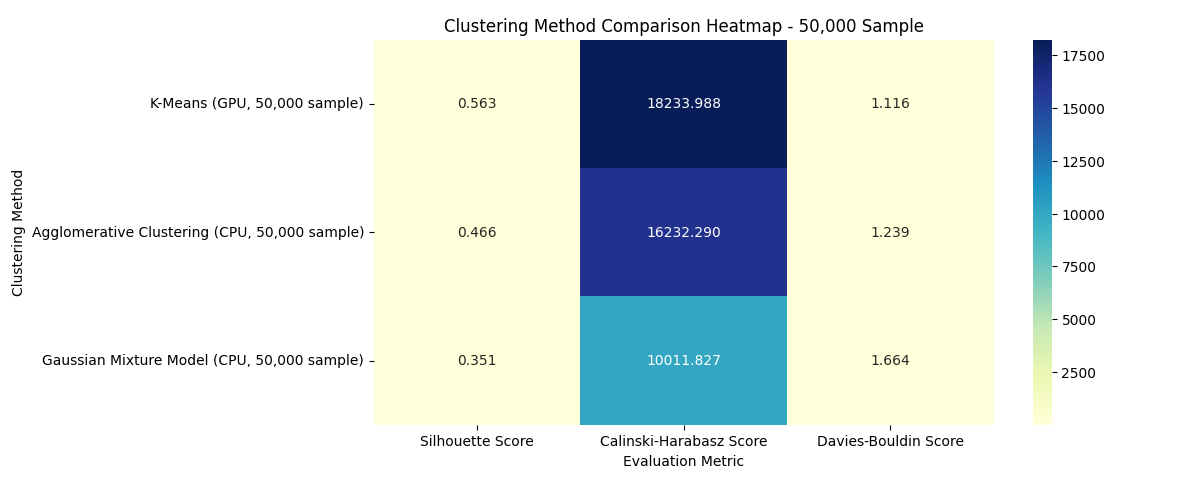 Clustering Method Comparison Heatmap - 50,000 Sample
Clustering Method
K-Means (GPU, 50,000 sample)
0.563
18233.988
1.116
Agglomerative Clustering (CPU, 50,000 sample)
0.466
16232.290
1.239
Gaussian Mixture Model (CPU, 50,000 sample)
0.351
10011.827
1.664
Silhouette Score
Calinski-Harabasz Score
Davies-Bouldin Score
Evaluation Metric
17500
15000
12500
10000
7500
5000
2500